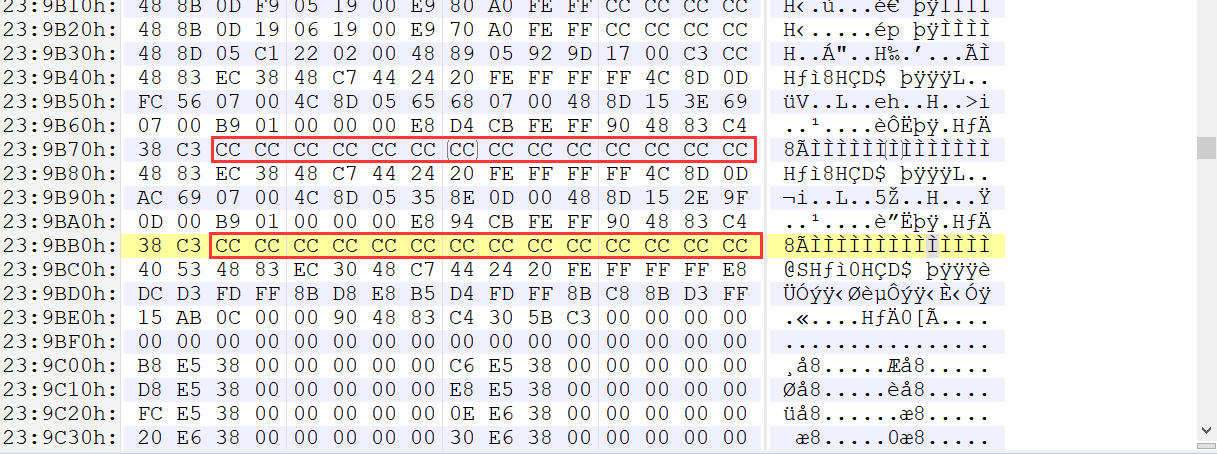 23:9B10h: 48 8B 0D F9 05 19 00 E9 80 A0 FE FF CC CC CC CC H‹.ù...é€ þÿÌÌÌÌ
23:9B20h: 48 8B 0D 19 06 19 00 E9 70 A0 FE FF CC CC CC CC H‹.....ép þÿÌÌÌÌ
23:9B30h: 48 8D 05 C1 22 02 00 48 89 05 92 9D 17 00 C3 CC H..Á"..H‰.’...ÃÌ
23:9B40h: 48 83 EC 38 48 C7 44 24 20 FE FF FF FF 4C 8D 0D Hƒì8HÇD$ þÿÿÿL..
23:9B50h: FC 56 07 00 4C 8D 05 65 68 07 00 48 8D 15 3E 69 üV..L..eh..H..>i
23:9B60h: 07 00 B9 01 00 00 00 E8 D4 CB FE FF 90 48 83 C4 ..¹....èÔËþÿ.HƒÄ
23:9B70h: 38 C3 CC CC CC CC CC CC CC CC CC CC CC CC CC CC 8ÃÌÌÌÌÌÌÌÌÌÌÌÌÌÌ
23:9B80h: 48 83 EC 38 48 C7 44 24 20 FE FF FF FF 4C 8D 0D Hƒì8HÇD$ þÿÿÿL..
23:9B90h: AC 69 07 00 4C 8D 05 35 8E 0D 00 48 8D 15 2E 9F ¬i..L..5Ž..H...Ÿ
23:9BA0h: 0D 00 B9 01 00 00 00 E8 94 CB FE FF 90 48 83 C4 ..¹....è”Ëþÿ.HƒÄ
23:9BB0h: 38 C3 CC CC CC CC CC CC CC CC CC CC CC CC CC CC 8ÃÌÌÌÌÌÌÌÌÌÌÌÌÌÌ
23:9BC0h: 40 53 48 83 EC 30 48 C7 44 24 20 FE FF FF FF E8 @SHƒì0HÇD$ þÿÿÿè
23:9BD0h: DC D3 FD FF 8B D8 E8 B5 D4 FD FF 8B C8 8B D3 FF ÜÓýÿ‹ØèµÔýÿ‹È‹Óÿ
23:9BE0h: 15 AB 0C 00 00 90 48 83 C4 30 5B C3 00 00 00 00 .«....HƒÄ0[Ã....
23:9BF0h: 00 00 00 00 00 00 00 00 00 00 00 00 00 00 00 00 ................
23:9C00h: B8 E5 38 00 00 00 00 00 C6 E5 38 00 00 00 00 00 ¸å8.....Æå8.....
23:9C10h: D8 E5 38 00 00 00 00 00 E8 E5 38 00 00 00 00 00 Øå8.....èå8.....
23:9C20h: FC E5 38 00 00 00 00 00 0E E6 38 00 00 00 00 00 üå8......æ8.....
23:9C30h: 20 E6 38 00 00 00 00 00 30 E6 38 00 00 00 00 00 æ8.....0æ8.....